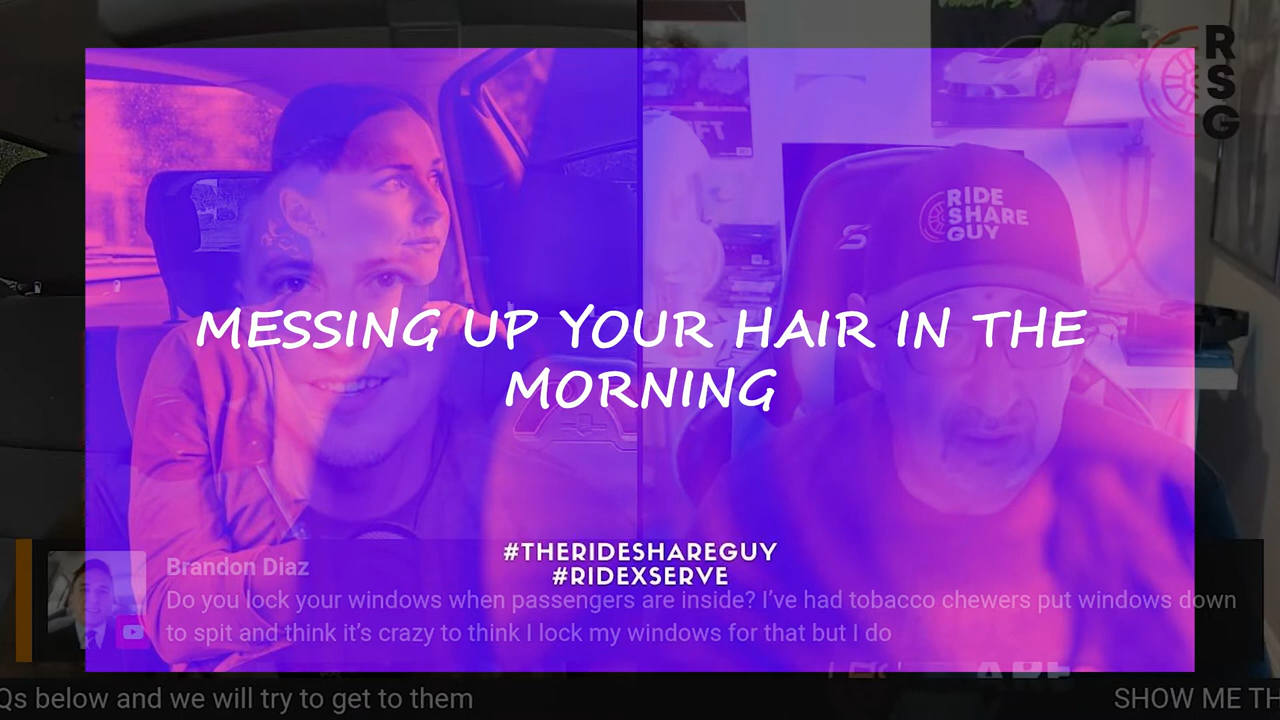 R
S
G
FT
RIDE
SHARE
GUY
MESSING UP YOUR HAIR IN THE
MORNING
#THERIDESHAREGUY
#RIDEXSERVE
Brandon Diaz
Do you lock your windows when passengers are inside? I’ve had tobacco chewers put windows down
to spit and think it’s crazy to think I lock my windows for that but I do
Qs below and we will try to get to them
SHOW ME TH